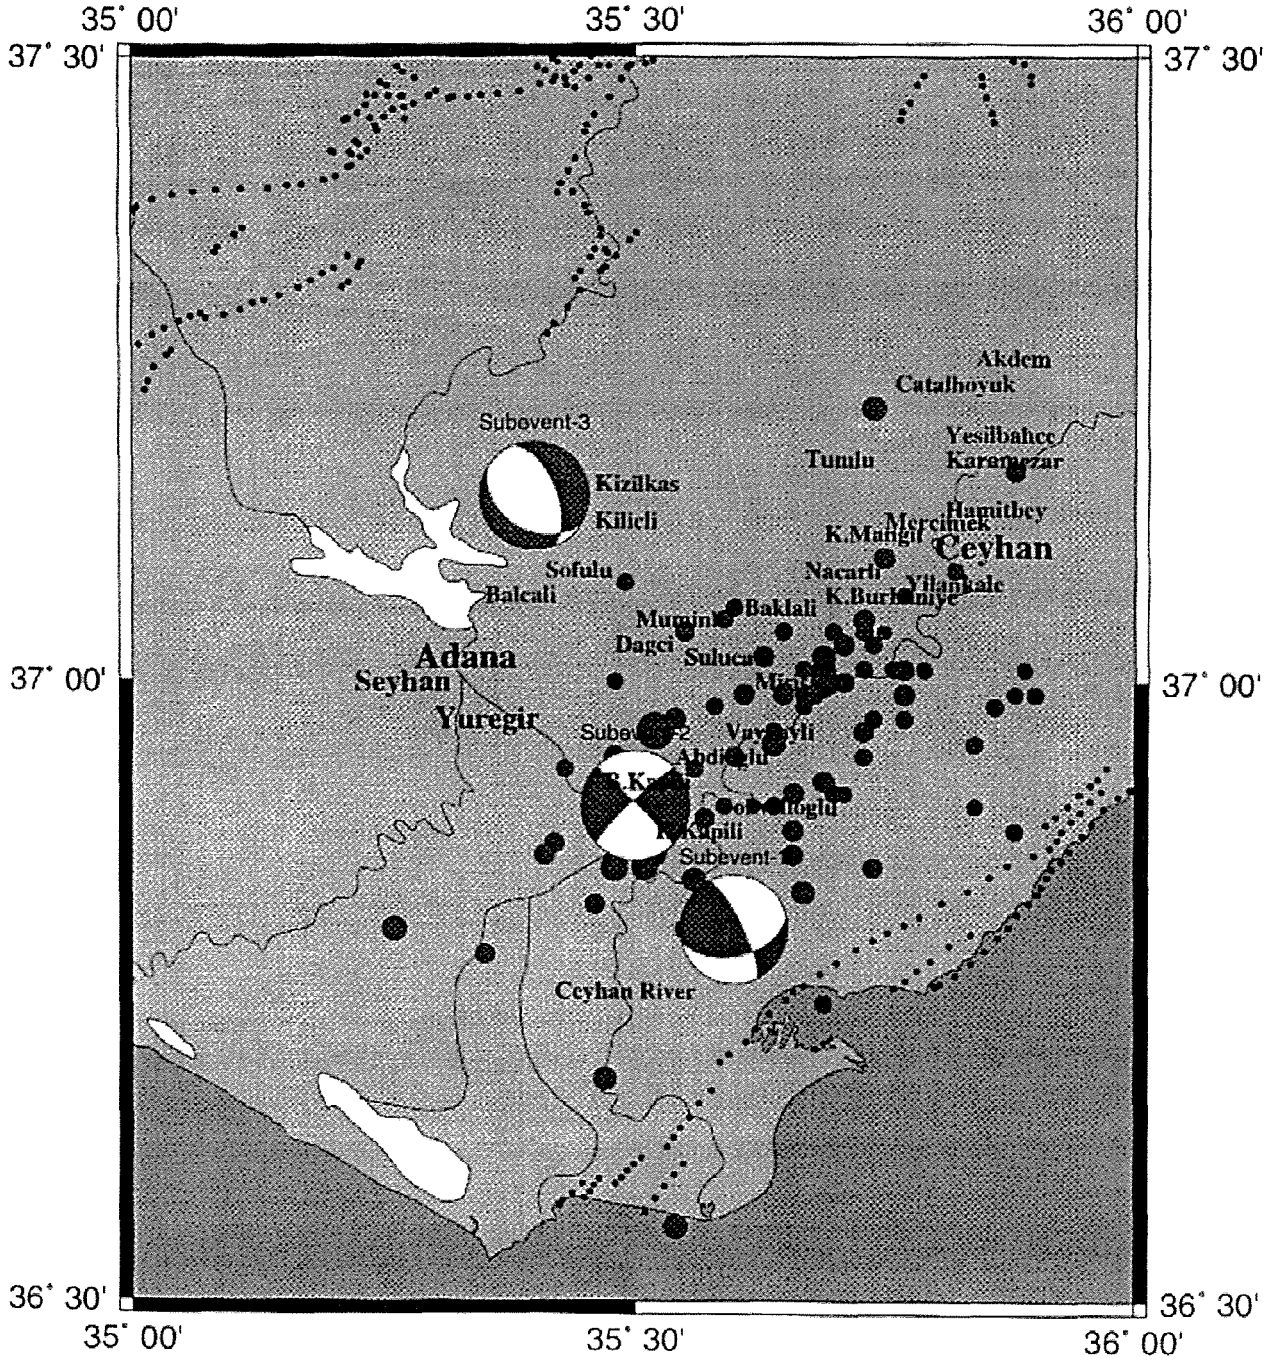 35° 00'
35° 30'
36° 00'
37° 30'
37° 30'
Akdem
Catalhoyuk
Subevent-3
Yesilbahce
Tumlu
Karamezar
Kizilkas
Hamitbey
Kilicli
Mercimek
K.Mangit
Ceyhan
Sofulu
Nacarli
Yilankale
Balcali
K.Burhaniye
Baklali
Dagci
Suluca
Adana
37° 00'
Seyhan
37° 00'
Yuregir
Abdioglu
Ceyhan River
36° 30'
36° 30'
35° 00'
35° 30'
36° 00'